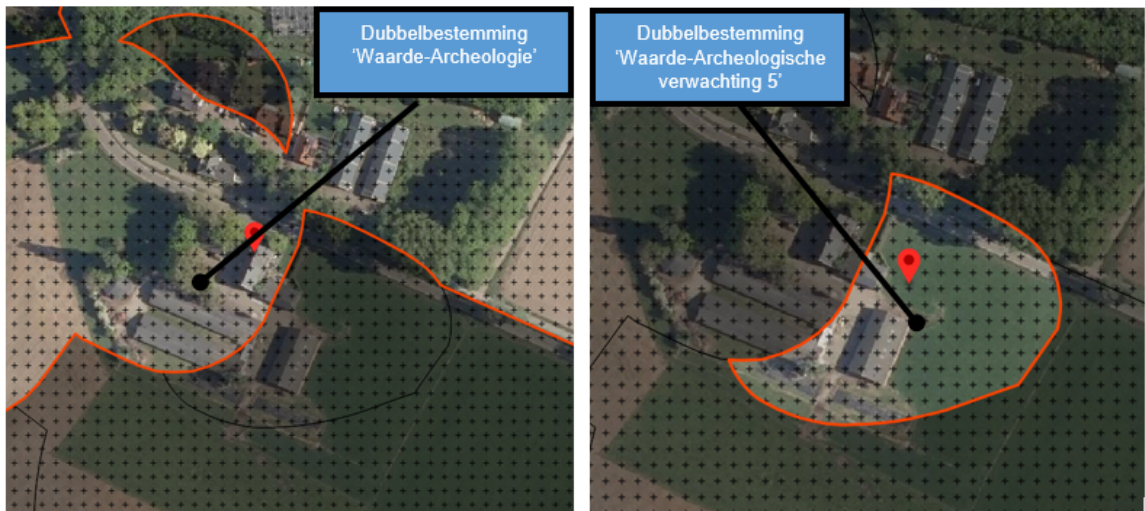 Dubbelbestemming
‘Waarde-Archeologie’
Dubbelbestemming
‘Waarde-Archeologische
verwachting 5’